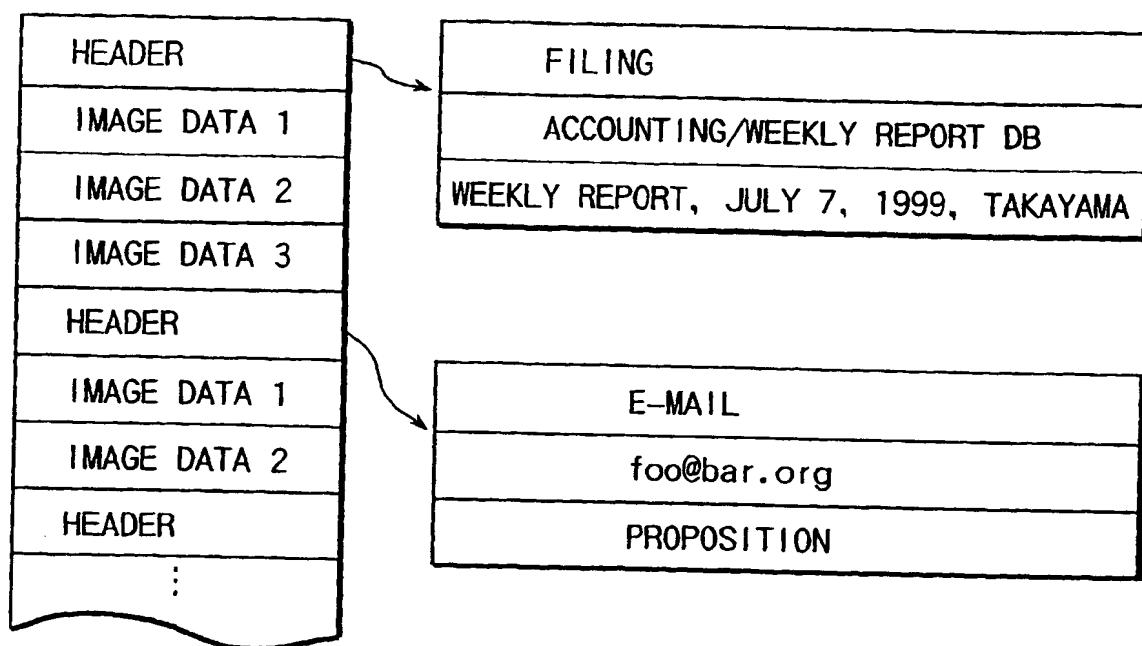 HEADER
IMAGE DATA 1
IMAGE DATA 2
IMAGE DATA 3
HEADER
IMAGE DATA 1
IMAGE DATA 2
HEADER
⋮
FILING
ACCOUNTING/WEEKLY REPORT DB
WEEKLY REPORT, JULY 7, 1999, TAKAYAMA
E-MAIL
foo@bar.org
PROPOSITION